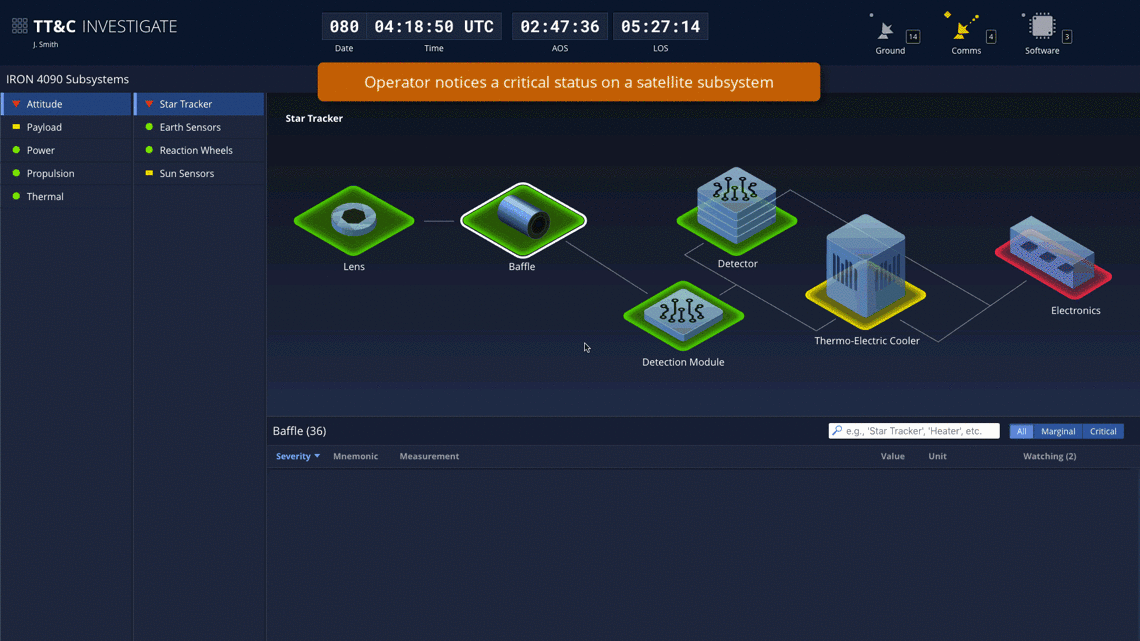 TT&C INVESTIGATE
J. Smith
080 04:18:50 UTC 02:47:36 05:27:14
Date Time AOS LOS
14 4 3
Ground Comms Software
IRON 4090 Subsystems
Operator notices a critical status on a satellite subsystem
Attitude
Payload
Power
Propulsion
Thermal
Star Tracker
Earth Sensors
Reaction Wheels
Sun Sensors
Star Tracker
Lens
Baffle
Detector
Detection Module
Thermo-Electric Cooler
Electronics
Baffle (36)
e.g., 'Star Tracker', 'Heater', etc.
All Marginal Critical
Severity Mnemonic Measurement Value Unit Watching (2)